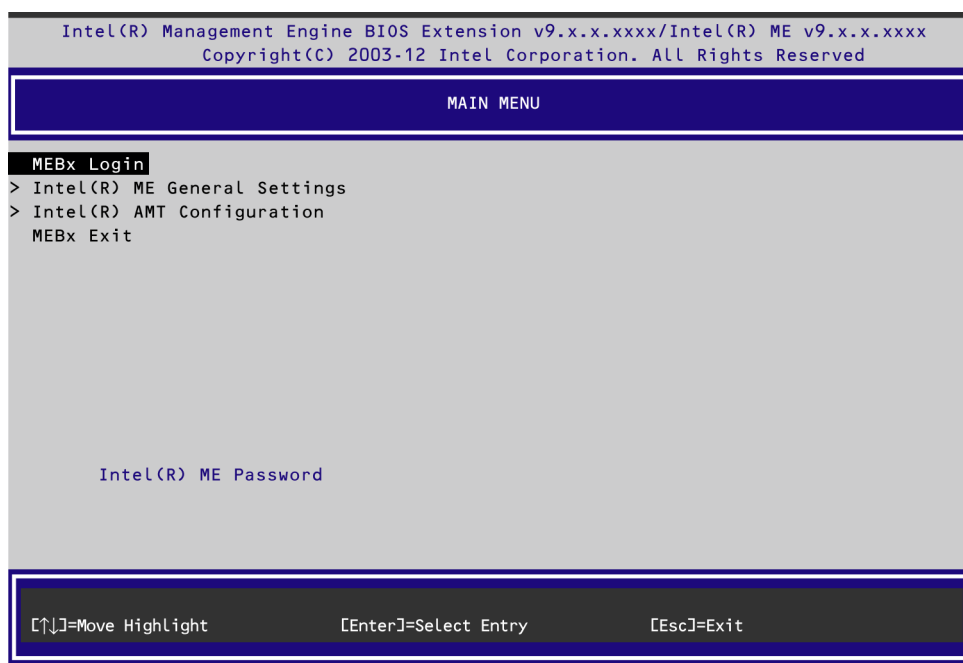 Intel(R) Management Engine BIOS Extension v9.x.x.xxxx/Intel(R) ME v9.x.x.xxxx
Copyright(C) 2003-12 Intel Corporation. All Rights Reserved
MAIN MENU
MEBx Login
> Intel(R) ME General Settings
> Intel(R) AMT Configuration
MEBx Exit
Intel(R) ME Password
[↑↓]=Move Highlight [Enter]=Select Entry [Esc]=Exit